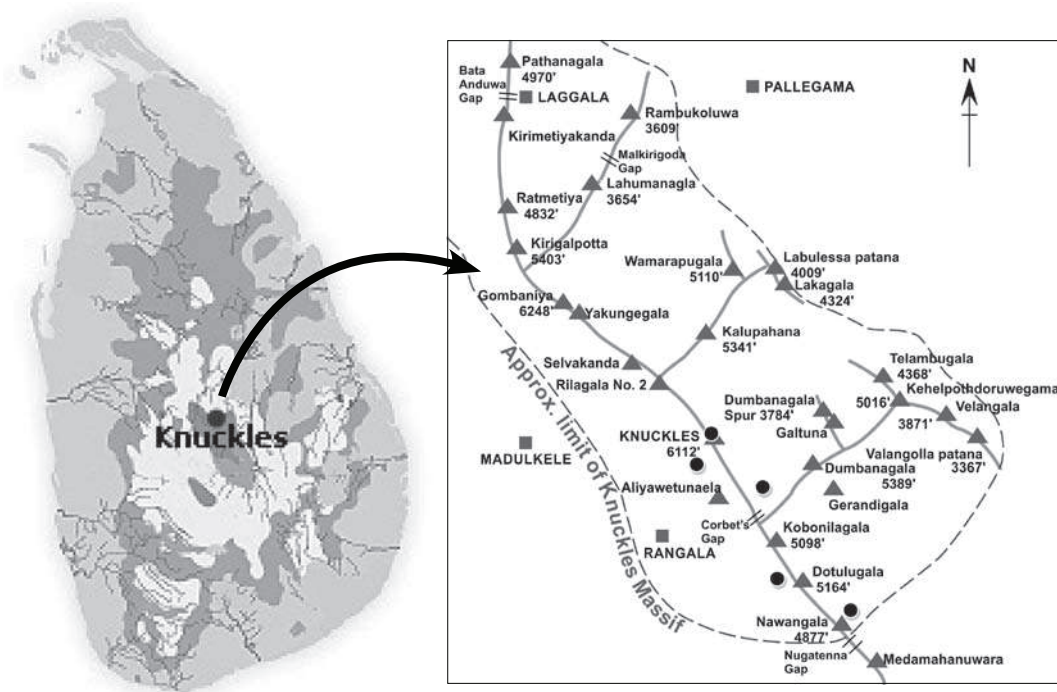 Knuckles
N
Pathanagala
4970'
Bata
Anduwa
Gap
LAGGALA
PALLEGAMA
Kirimetiyakanda
Rambukoluwa
3609'
Malkirigoda
Gap
Lahumanagla
3654'
Ratmetiya
4832'
Kirigalpotta
5403'
Wamarapugala
5110'
Labulessa patana
4009'
Lakagala
4324'
Gombaniya
6248'
Yakungegala
Kalupahana
5341'
Selvakanda
Rilagala No. 2
Telambugala
4368'
Kehelpothdoruwegama
5016'
Velangala
3871'
Dumbanagala
Spur 3784'
Galtuna
KNUCKLES
6112'
MADULKELE
Valangolla patana
3367'
Dumbanagala
5389'
Aliyawetunaela
Gerandigala
Corbet's
Gap
RANGALA
Kobonilagala
5098'
Dotulugala
5164'
Nawangala
4877'
Nugatenna
Gap
Medamahanuwara
Approx. limit of Knuckles Massif